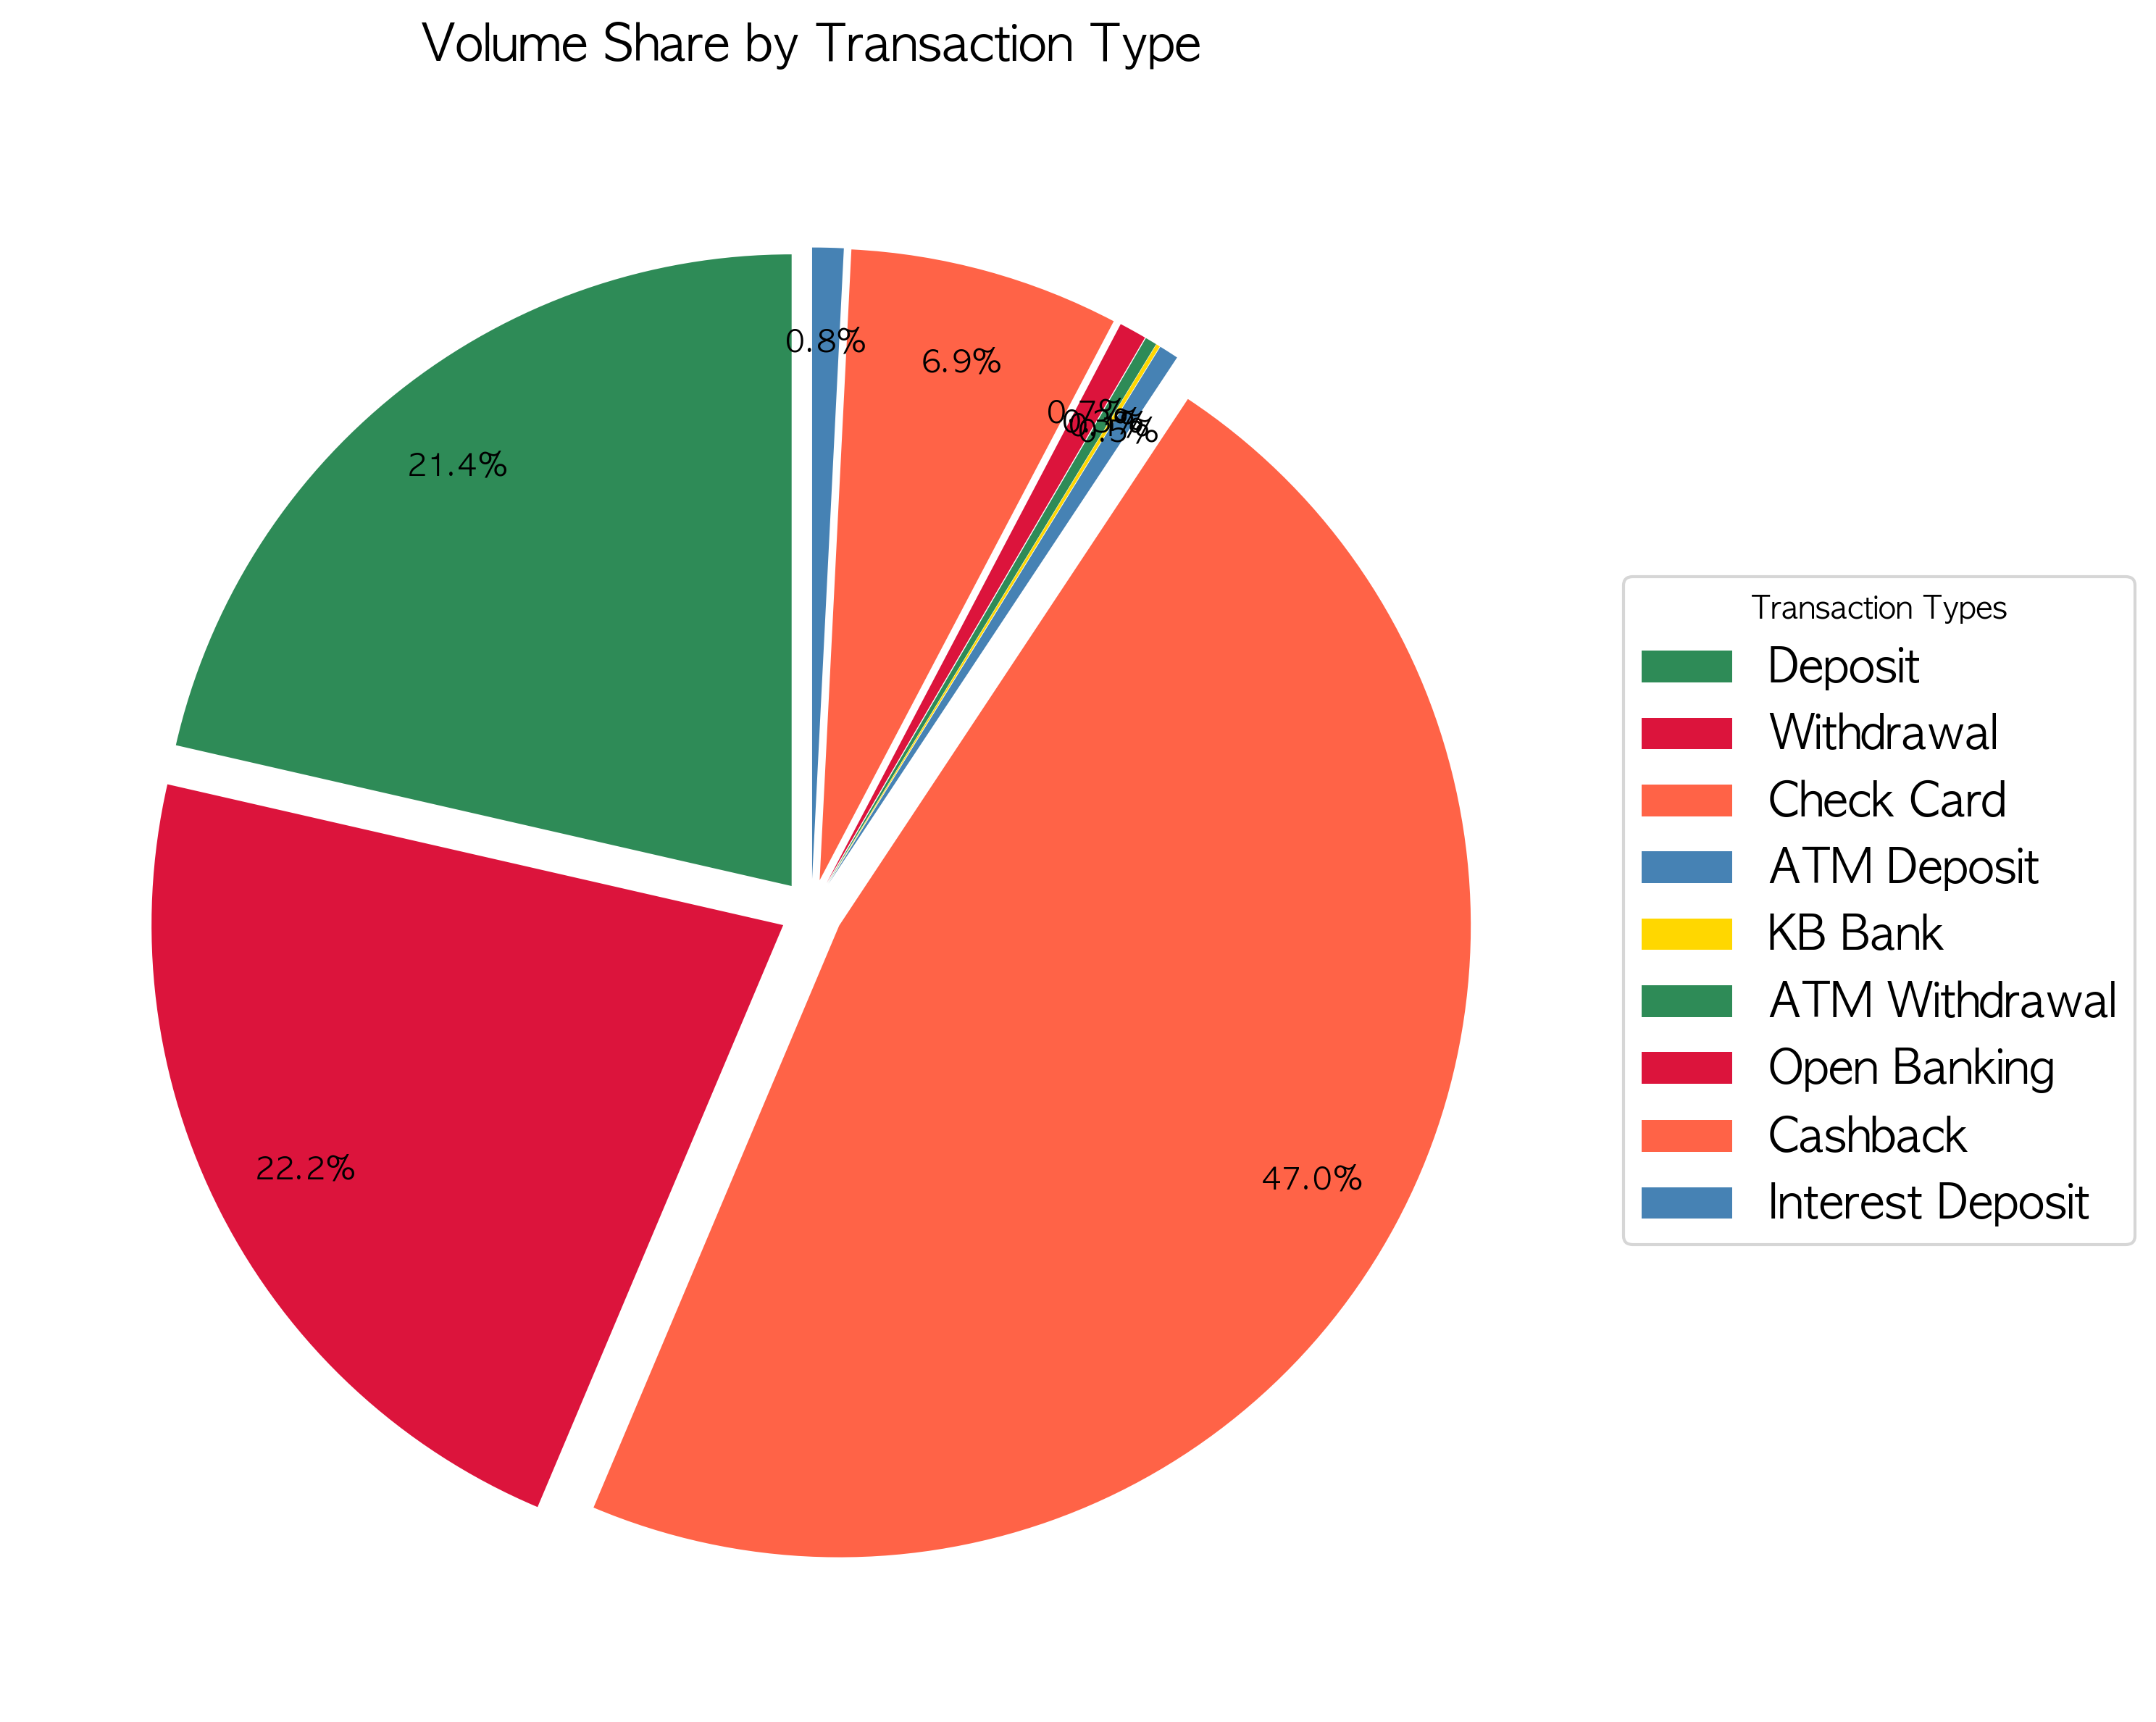 Volume Share by Transaction Type
0.8%
6.9%
21.4%
22.2%
47.0%
Transaction Types
Deposit
Withdrawal
Check Card
ATM Deposit
KB Bank
ATM Withdrawal
Open Banking
Cashback
Interest Deposit